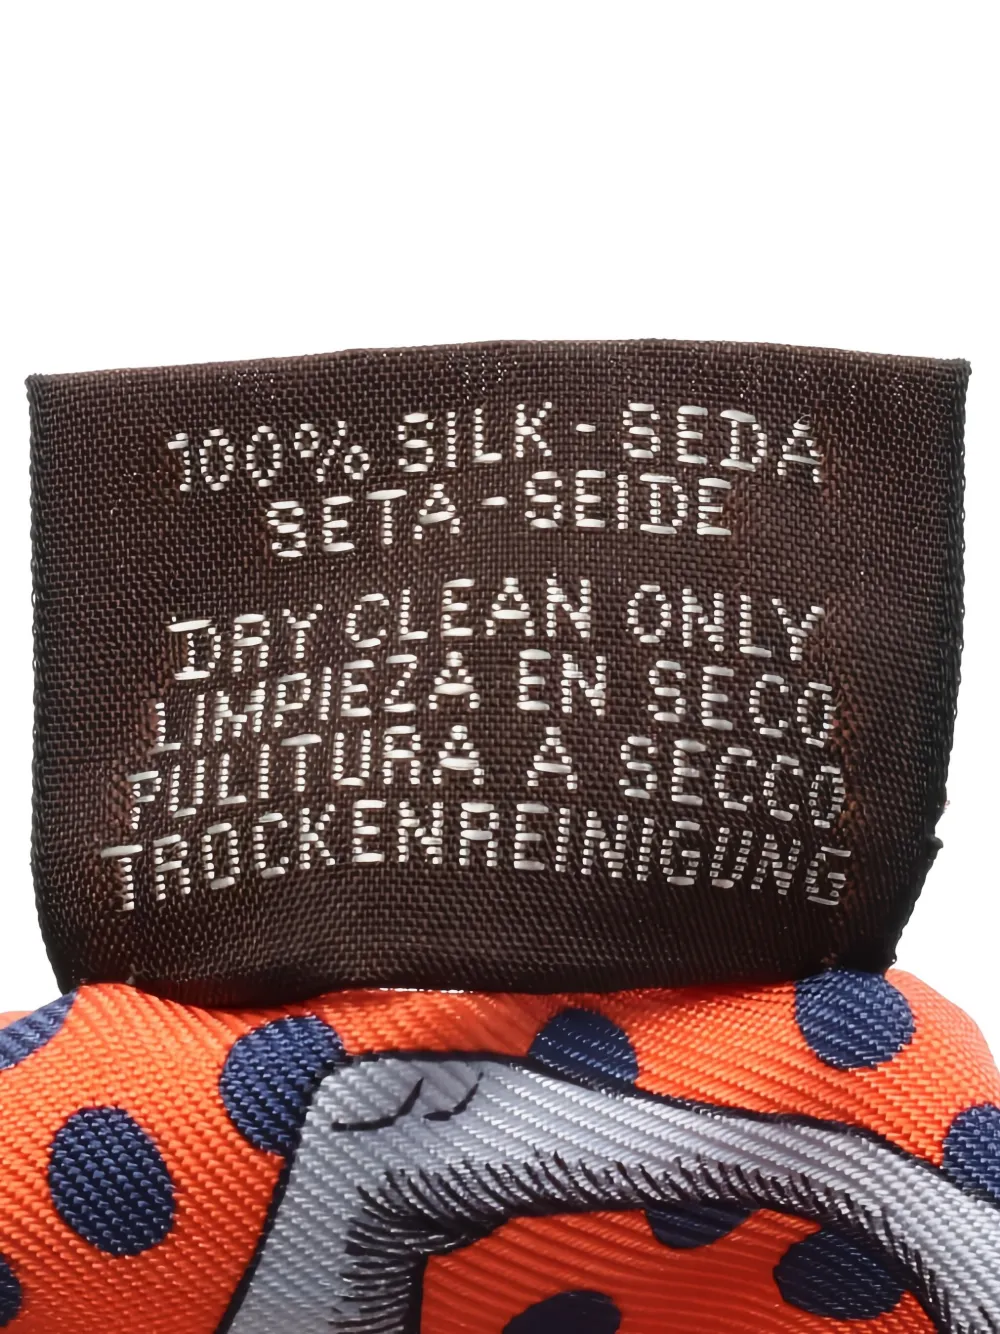 100% SILK - SEDA
SETA - SEIDE
DRY CLEAN ONLY
LIMPIEZA EN SECO
PULITURA A SECCO
TROCKENREINIGUNG